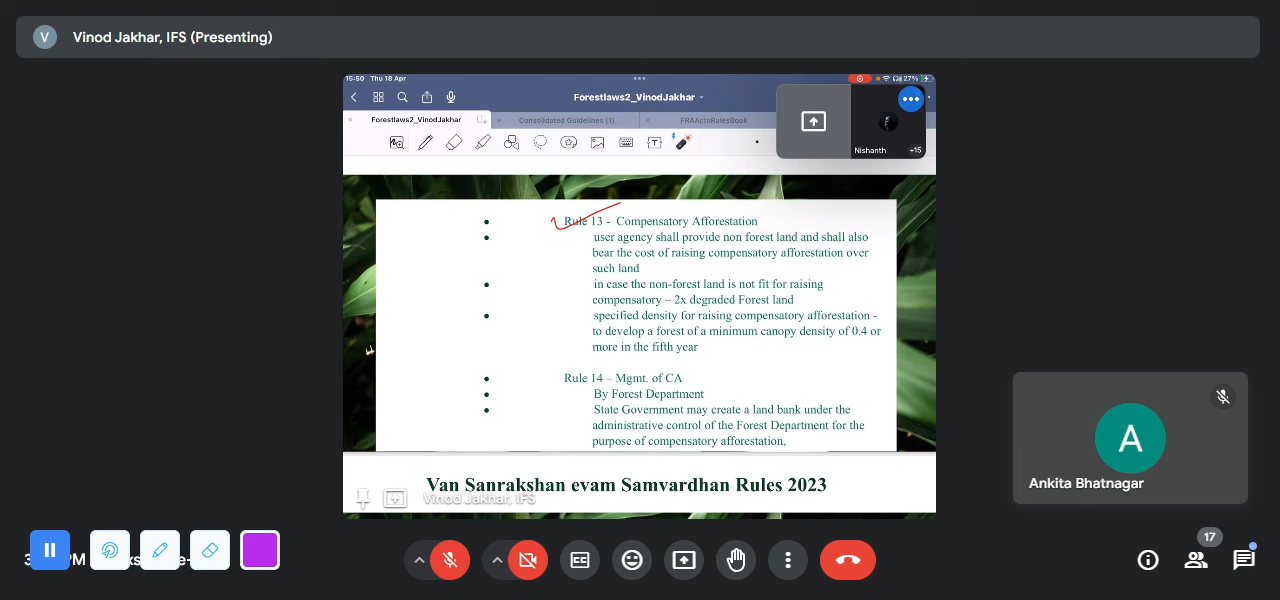 V Vinod Jakhar, IFS (Presenting)
15:50 Thu 18 Apr
27%
Forestlaws2_VinodJakhar
Forestlaws2_VinodJakhar
Consolidated Guidelines (1)
FRAActnRulesBook
Nishanth +15
Rule 13 - Compensatory Afforestation
user agency shall provide non forest land and shall also
bear the cost of raising compensatory afforestation over
such land
in case the non-forest land is not fit for raising
compensatory – 2x degraded Forest land
specified density for raising compensatory afforestation -
to develop a forest of a minimum canopy density of 0.4 or
more in the fifth year
Rule 14 – Mgmt. of CA
By Forest Department
State Government may create a land bank under the
administrative control of the Forest Department for the
purpose of compensatory afforestation,
Van Sanrakshan evam Samvardhan Rules 2023
Vinod Jakhar, IFS
A
Ankita Bhatnagar
CC
17